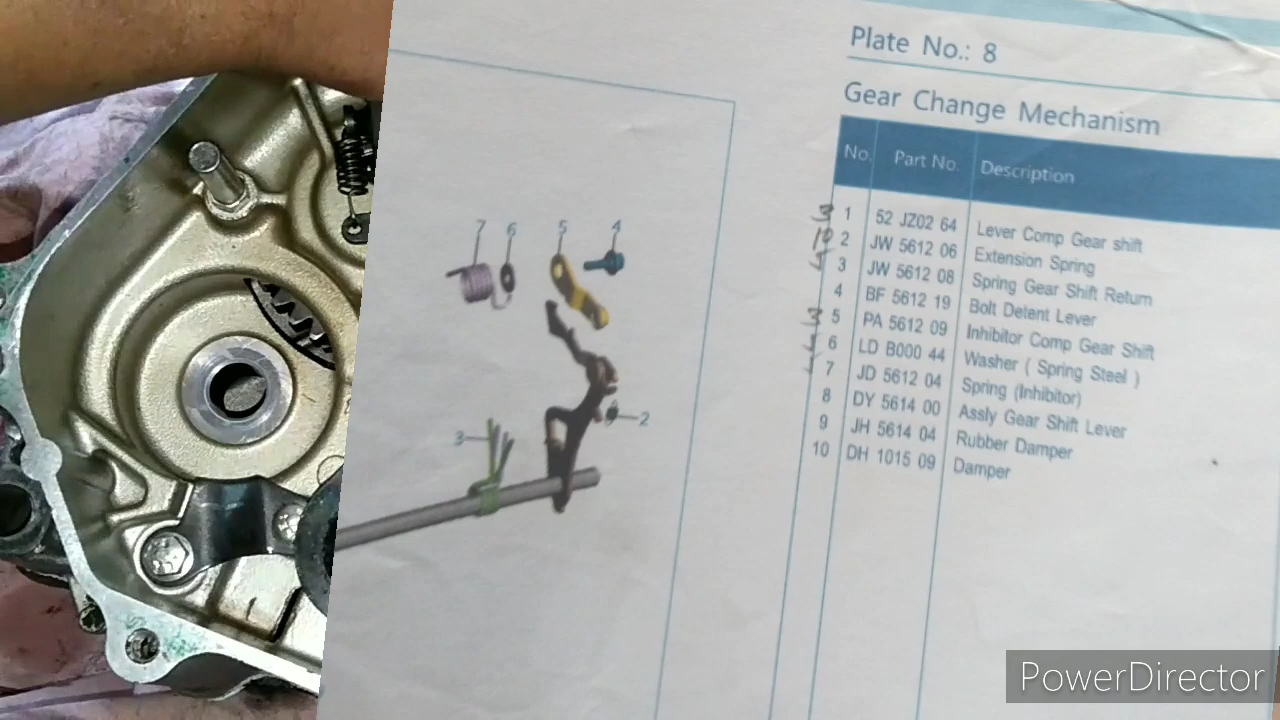 Plate No.: 8
Gear Change Mechanism
No. Part No. Description
1 52 JZ02 64 Lever Comp Gear shift
2 JW 5612 06 Extension Spring
3 JW 5612 08 Spring Gear Shift Return
4 BF 5612 19 Bolt Detent Lever
5 PA 5612 09 Inhibitor Comp Gear Shift
6 LD B000 44 Washer ( Spring Steel )
7 JD 5612 04 Spring (Inhibitor)
8 DY 5614 00 Assly Gear Shift Lever
9 JH 5614 04 Rubber Damper
10 DH 1015 09 Damper
7 6 5 4
2
3
PowerDirector